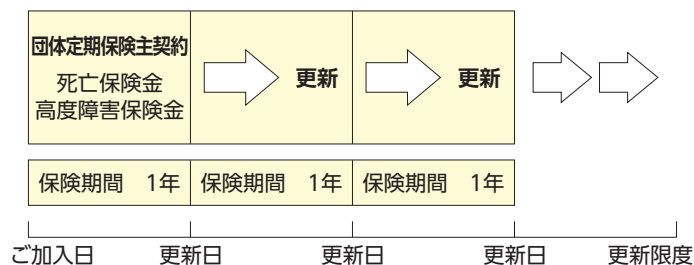 団体定期保険主契約
死亡保険金
高度障害保険金
更新
更新
保険期間　1年
保険期間　1年
保険期間　1年
ご加入日
更新日
更新日
更新日
更新限度